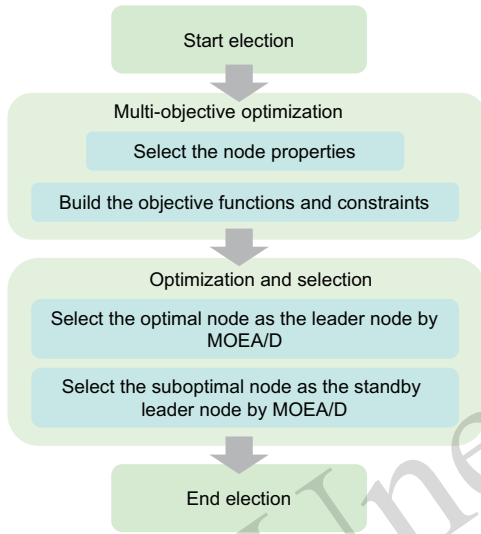 Start election
Multi-objective optimization
Select the node properties
Build the objective functions and constraints
Optimization and selection
Select the optimal node as the leader node by
MOEA/D
Select the suboptimal node as the standby
leader node by MOEA/D
End election